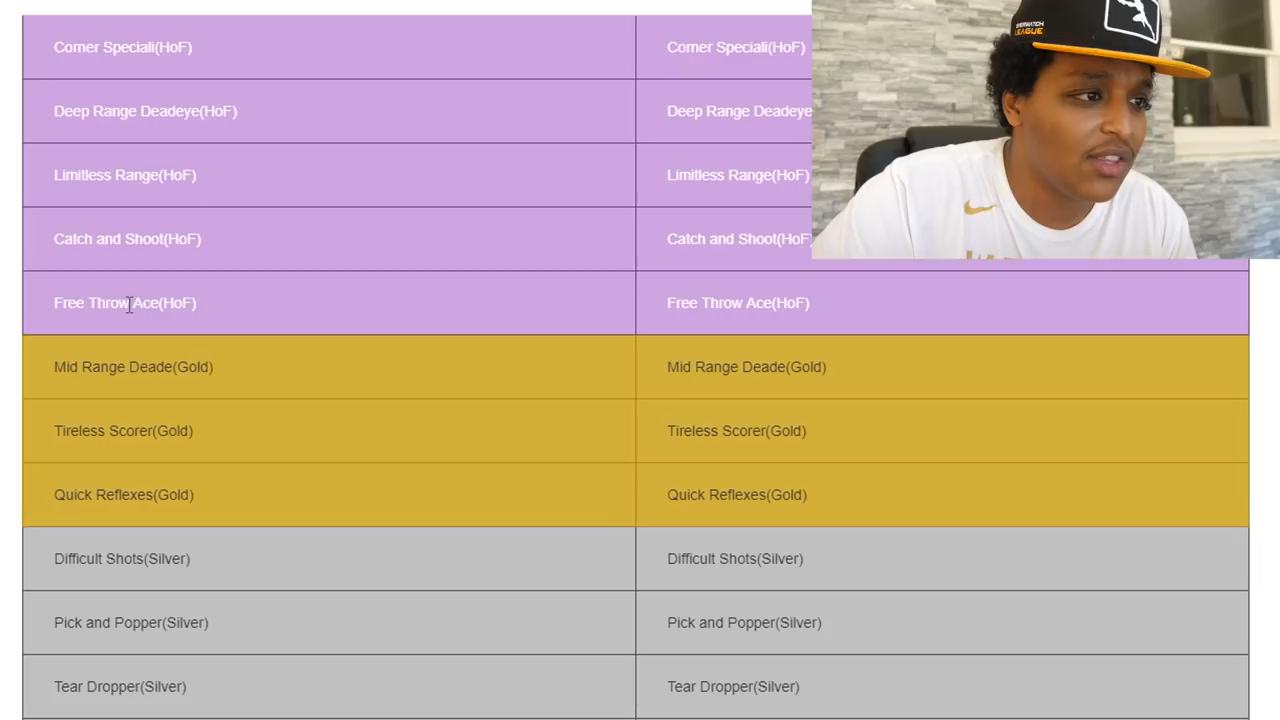 Corner Speciali(HoF) Corner Speciali(HoF)
OVERWATCH
LEAGUE
Deep Range Deadeye(HoF) Deep Range Deadeye
Limitless Range(HoF) Limitless Range(HoF)
Catch and Shoot(HoF) Catch and Shoot(HoF)
Free Throw Ace(HoF) Free Throw Ace(HoF)
Mid Range Deade(Gold) Mid Range Deade(Gold)
Tireless Scorer(Gold) Tireless Scorer(Gold)
Quick Reflexes(Gold) Quick Reflexes(Gold)
Difficult Shots(Silver) Difficult Shots(Silver)
Pick and Popper(Silver) Pick and Popper(Silver)
Tear Dropper(Silver) Tear Dropper(Silver)